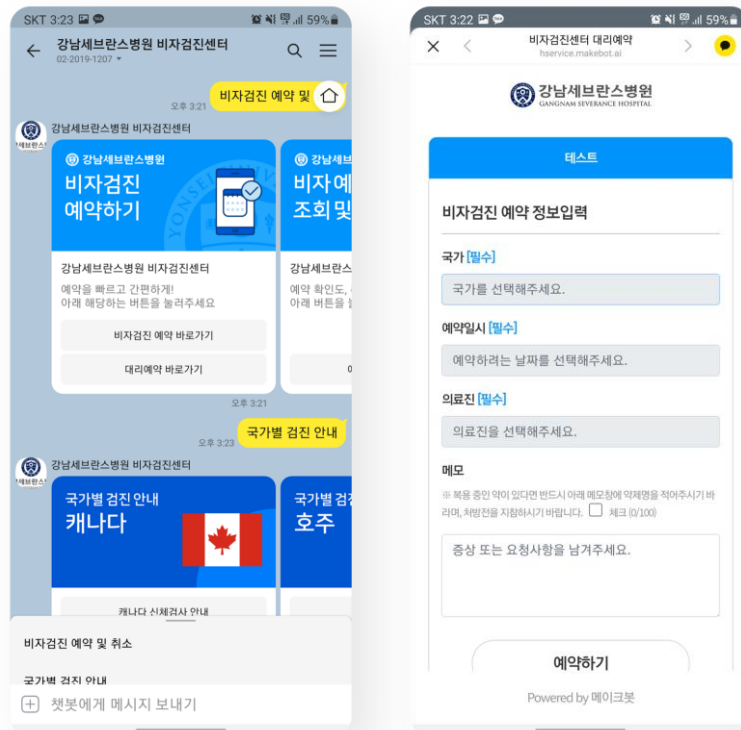 SKT 3:23
59%
강남세브란스병원 비자검진센터
02-2019-1207
비자검진 예약 및
오후 3:21
강남세브란스병원 비자검진센터
강남세브란스병원
비자검진
예약하기
강남세브란스병원 비자검진센터
예약을 빠르고 간편하게!
아래 해당하는 버튼을 눌러주세요
비자검진 예약 바로가기
대리예약 바로가기
강남세브
비자예
조회및
강남세브란스
예약 확인도,
아래 버튼을
오후 3:21
국가별 검진 안내
오후 3:23
강남세브란스병원 비자검진센터
국가별 검진 안내
캐나다
캐나다 신체검사 안내
국가별 검진
호주
비자검진 예약 및 취소
국가별 검진 안내
챗봇에게 메시지 보내기
SKT 3:22
59%
비자검진센터 대리예약
hservice.makebot.ai
강남세브란스병원
GANGNAM SEVERANCE HOSPITAL
테스트
비자검진 예약 정보입력
국가 [필수]
국가를 선택해주세요.
예약일시 [필수]
예약하려는 날짜를 선택해주세요.
의료진 [필수]
의료진을 선택해주세요.
메모
※ 복용 중인 약이 있다면 반드시 아래 메모창에 약제명을 적어주시기 바
라며, 처방전을 지참하시기 바랍니다. 체크 (0/100)
증상 또는 요청사항을 남겨주세요.
예약하기
Powered by 메이크봇